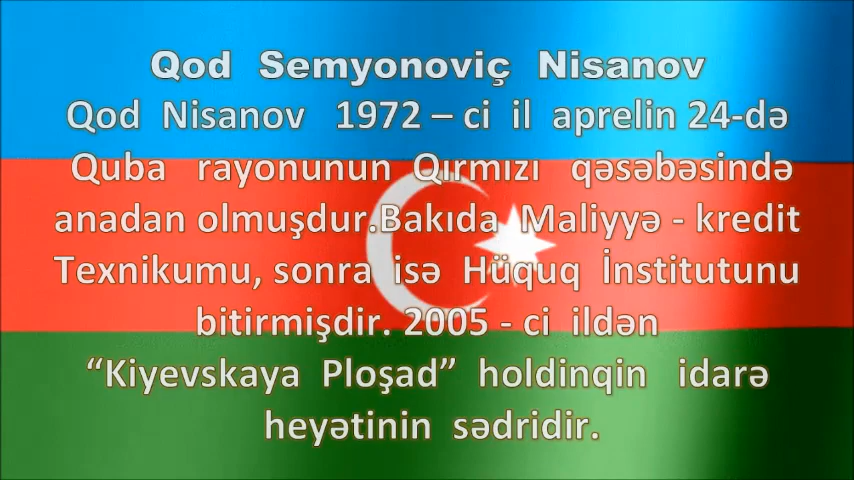 Qod Semyonoviç Nisanov
Qod Nisanov 1972 – ci il aprelin 24-də
Quba rayonunun Qırmızı qəsəbəsində
anadan olmuşdur.Bakıda Maliyyə - kredit
Texnikumu, sonra isə Hüquq İnstitutunu
bitirmişdir. 2005 - ci ildən
“Kiyevskaya Ploşad” holdinqin idarə
heyətinin sədridir.